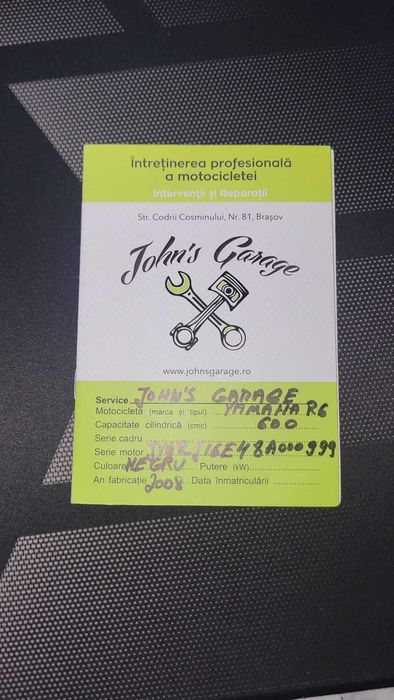 Întreținerea profesională
a motocicletei
Intervenții și Reparații
Str. Codrii Cosminului, Nr. 81, Brașov
John's Garage
www.johnsgarage.ro
Service JOHN'S GARAGE
Motocicleta (marca și tipul) YAMAHA R6
Capacitate cilindrică (cmc) 600
Serie cadru
Serie motor
Culoare NEGRU Putere (kW)
An fabricație 2008 Data înmatriculării